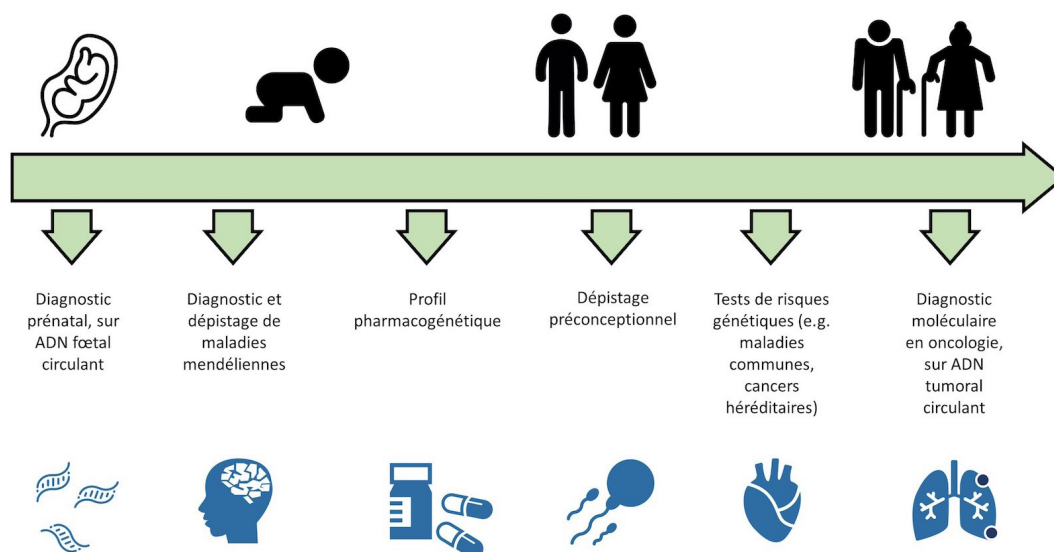 Diagnostic
prénatal, sur
ADN fœtal
circulant
Diagnostic et
dépistage de
maladies
mendéliennes
Profil
pharmacogénétique
Dépistage
préconceptionnel
Tests de risques
génétiques (e.g.
maladies
communes,
cancers
héréditaires)
Diagnostic
moléculaire
en oncologie,
sur ADN
tumoral
circulant